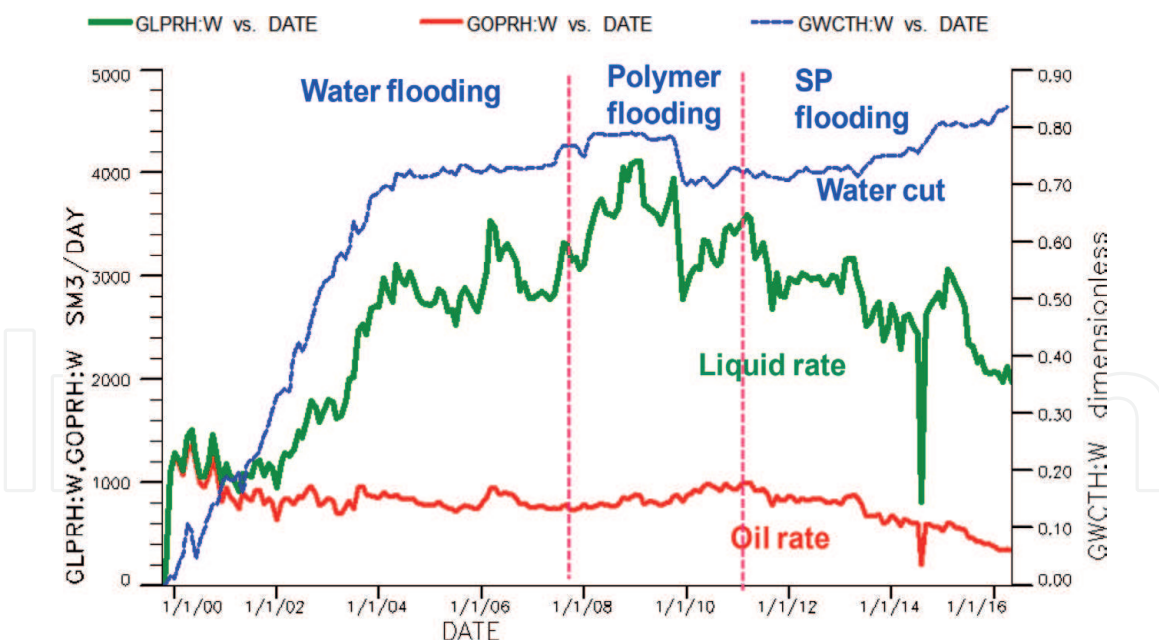 GLPRH:W vs. DATE GOPRH:W vs. DATE GWCTH:W vs. DATE
5000
4000
3000
2000
1000
0
GLPRH:W,GOPRH:W SM3/DAY
Water flooding
Polymer
flooding
SP
flooding
Water cut
Liquid rate
Oil rate
0.90
0.80
0.70
0.60
0.50
0.40
0.30
0.20
0.10
0.00
GWCTH:W dimensionless
1/1/00 1/1/02 1/1/04 1/1/06 1/1/08 1/1/10 1/1/12 1/1/14 1/1/16
DATE